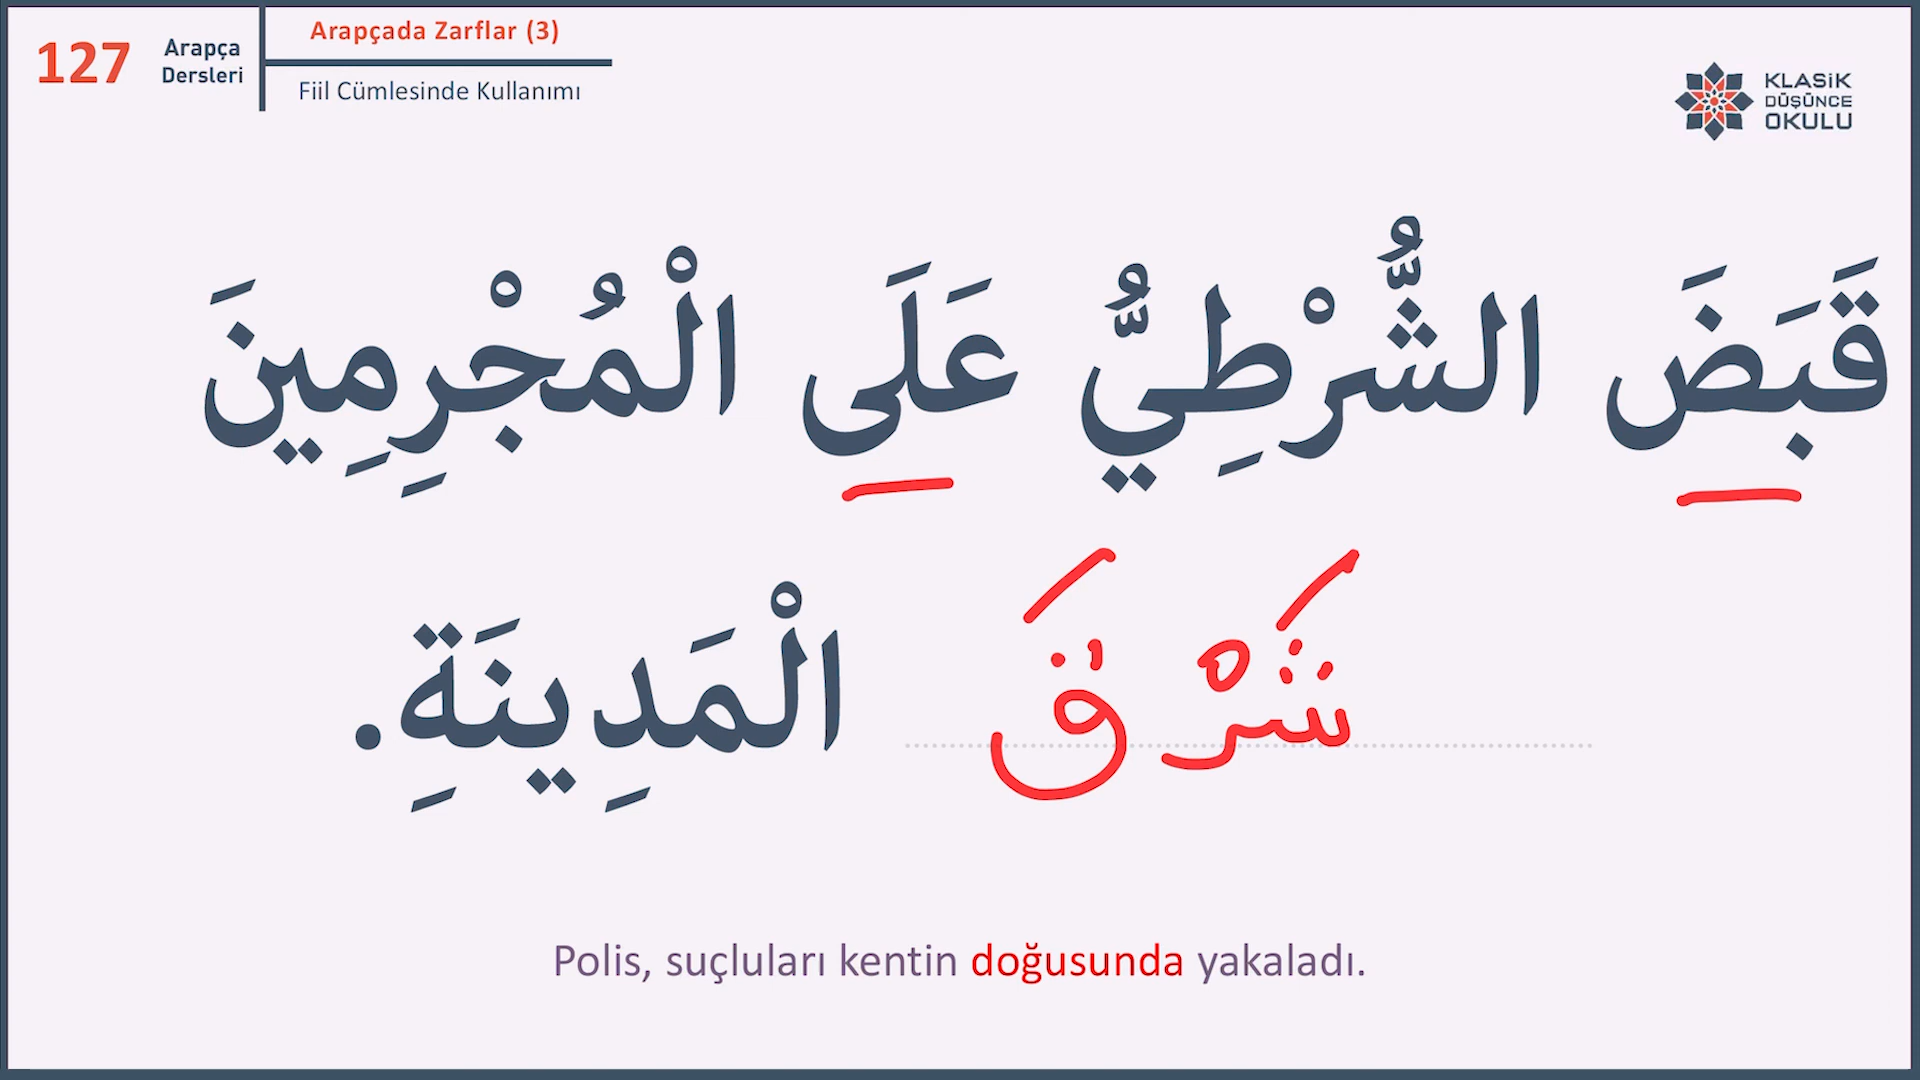 127
Arapça
Dersleri
Arapçada Zarflar (3)
Fiil Cümlesinde Kullanımı
KLASİK
DÜŞÜNCE
OKULU
قَبَضَ الشُّرْطِيُّ عَلَى الْمُجْرِمِينَ
شَرْقَ الْمَدِينَةِ.
Polis, suçluları kentin doğusunda yakaladı.